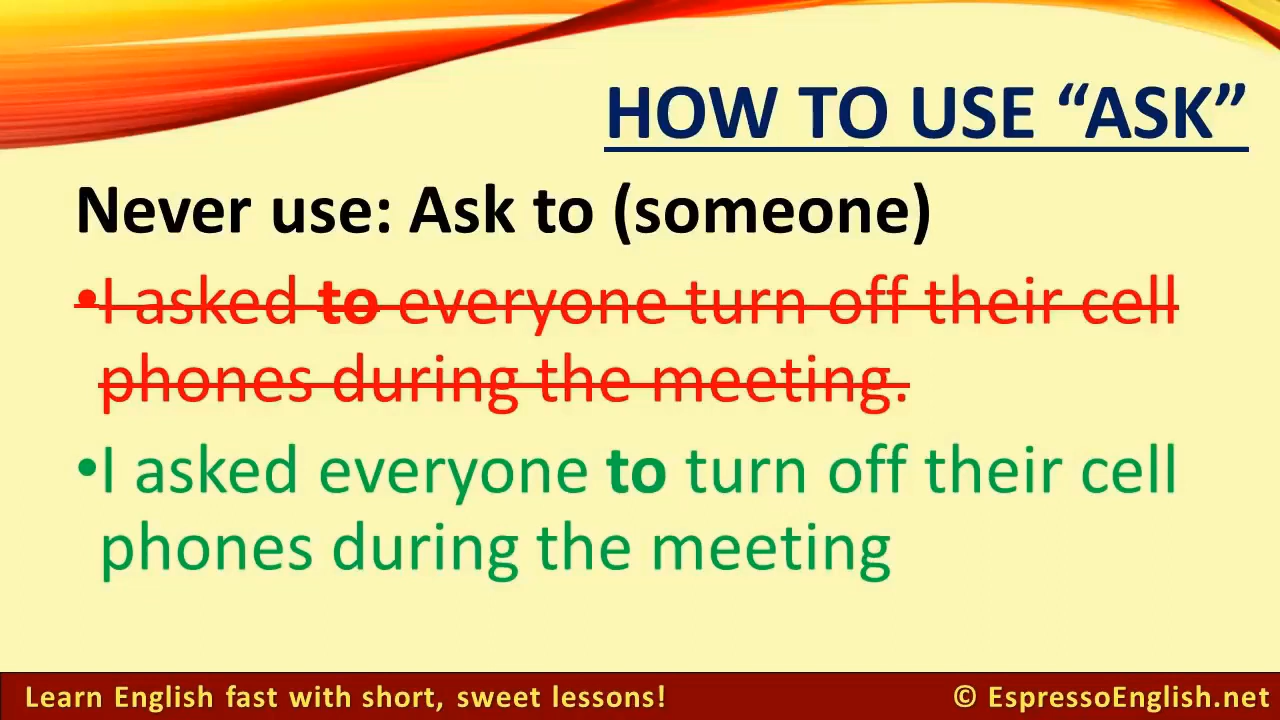 HOW TO USE “ASK”
Never use: Ask to (someone)
•I asked to everyone turn off their cell
phones during the meeting.
•I asked everyone to turn off their cell
phones during the meeting
Learn English fast with short, sweet lessons!
© EspressoEnglish.net